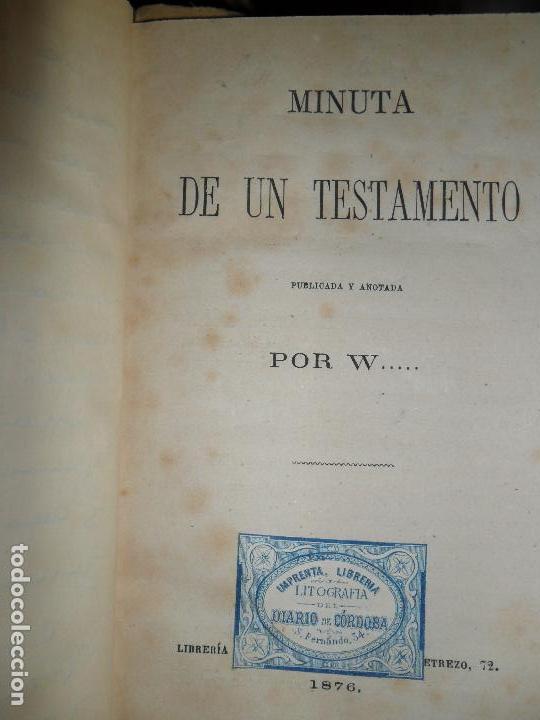 MINUTA
DE UN TESTAMENTO
PUBLICADA Y ANOTADA
POR W.....
IMPRENTA, LIBRERIA
Y
LITOGRAFIA
DEL
DIARIO DE CÓRDOBA
S. Fernándo, 34.
LIBRERÍA ETREZO, 72.
1876.
todocoleccion